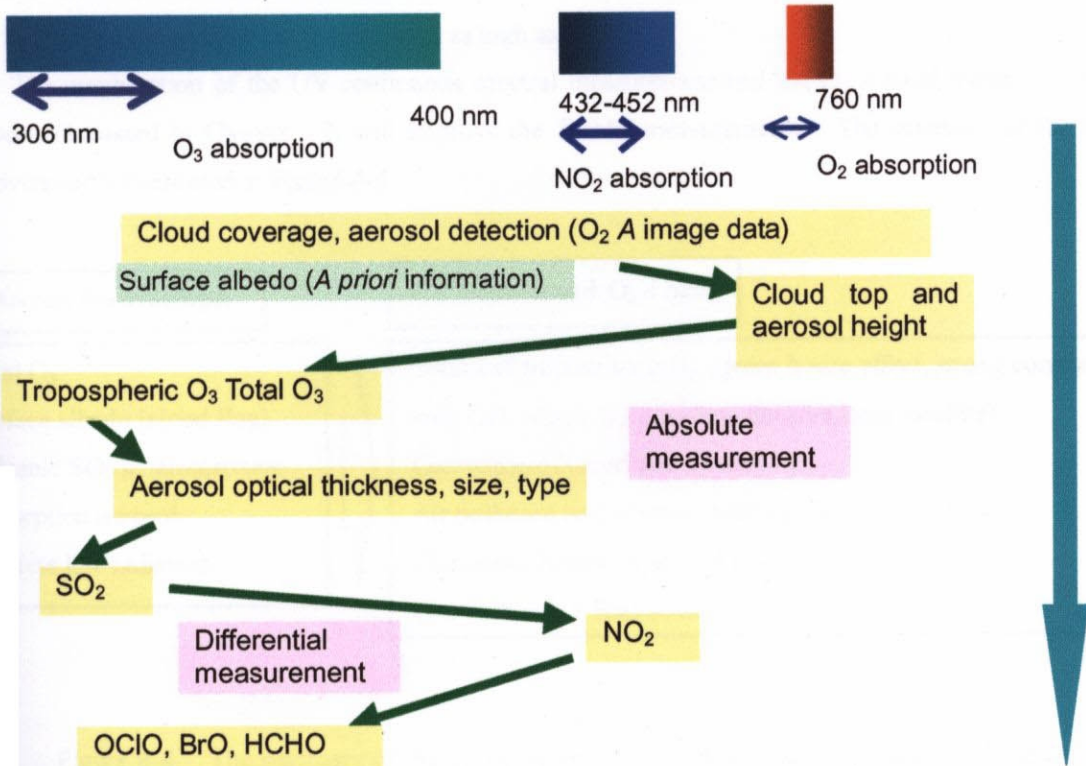 306 nm
400 nm
O₃ absorption
432-452 nm
NO₂ absorption
760 nm
O₂ absorption
Cloud coverage, aerosol detection (O₂ A image data)
Surface albedo (A priori information)
Cloud top and
aerosol height
Tropospheric O₃ Total O₃
Absolute
measurement
Aerosol optical thickness, size, type
SO₂
NO₂
Differential
measurement
OClO, BrO, HCHO